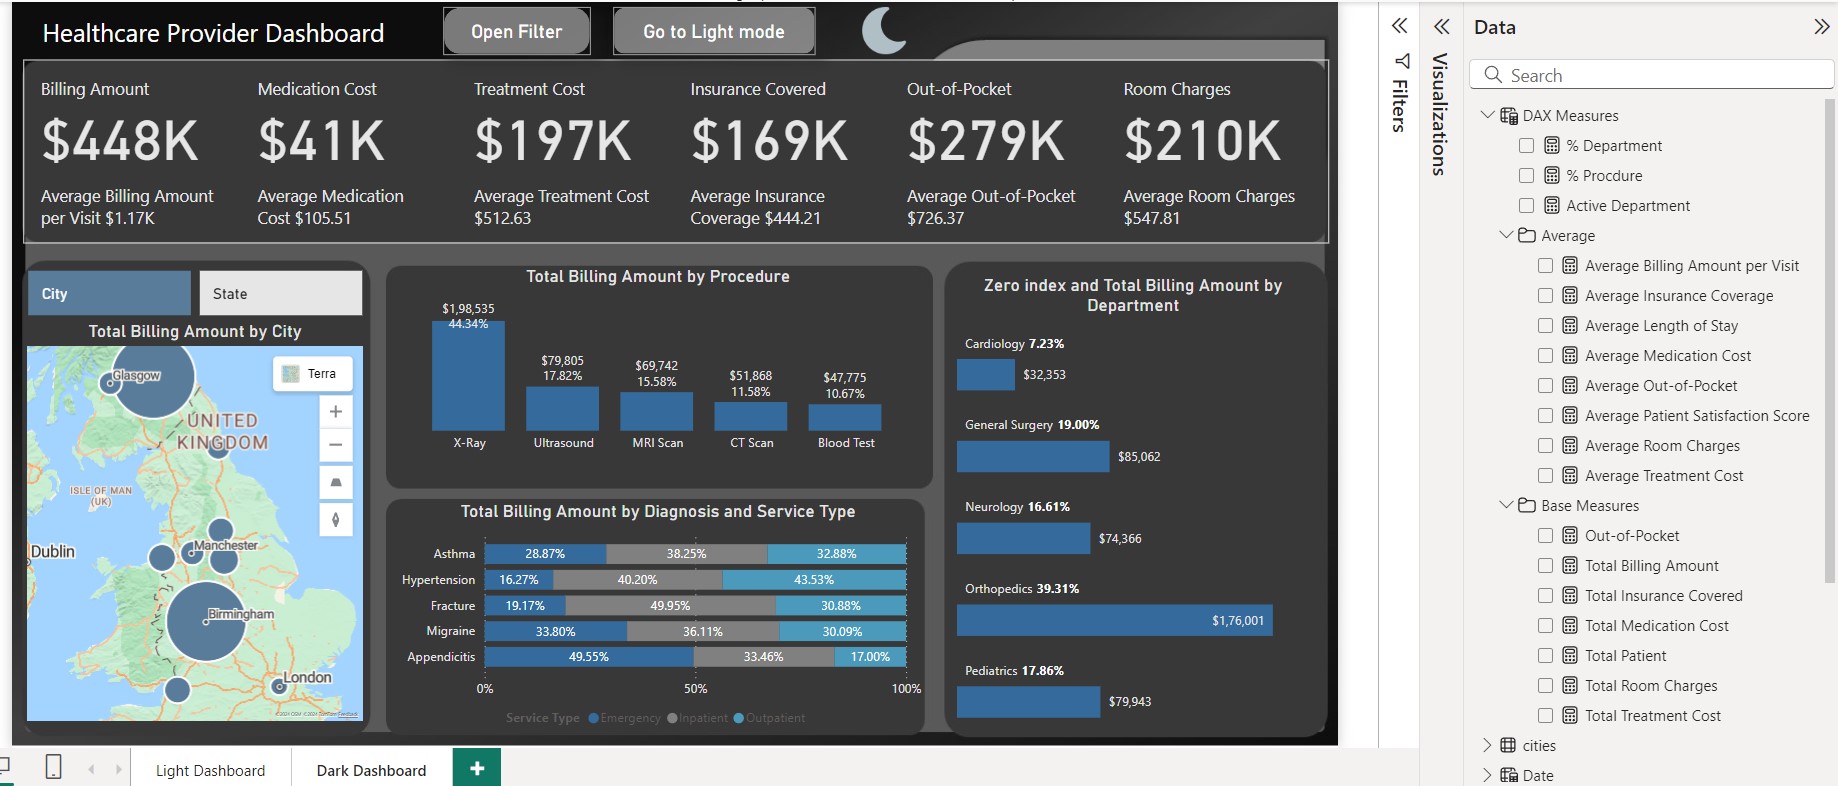 Healthcare Provider Dashboard
Open Filter
Go to Light mode
Billing Amount
$448K
Average Billing Amount
per Visit $1.17K
Medication Cost
$41K
Average Medication
Cost $105.51
Treatment Cost
$197K
Average Treatment Cost
$512.63
Insurance Covered
$169K
Average Insurance
Coverage $444.21
Out-of-Pocket
$279K
Average Out-of-Pocket
$726.37
Room Charges
$210K
Average Room Charges
$547.81
City
State
Total Billing Amount by City
Glasgow
Terra
UNITED
KINGDOM
ISLE OF MAN
(UK)
Dublin
Manchester
Birmingham
London
Total Billing Amount by Procedure
$1,98,535
44.34%
$79,805
17.82%
$69,742
15.58%
$51,868
11.58%
$47,775
10.67%
X-Ray
Ultrasound
MRI Scan
CT Scan
Blood Test
Total Billing Amount by Diagnosis and Service Type
Asthma 28.87% 38.25% 32.88%
Hypertension 16.27% 40.20% 43.53%
Fracture 19.17% 49.95% 30.88%
Migraine 33.80% 36.11% 30.09%
Appendicitis 49.55% 33.46% 17.00%
0% 50% 100%
Service Type Emergency Inpatient Outpatient
Zero index and Total Billing Amount by
Department
Cardiology 7.23%
$32,353
General Surgery 19.00%
$85,062
Neurology 16.61%
$74,366
Orthopedics 39.31%
$1,76,001
Pediatrics 17.86%
$79,943
Light Dashboard
Dark Dashboard
+
Filters
Visualizations
Data
Search
DAX Measures
% Department
% Procdure
Active Department
Average
Average Billing Amount per Visit
Average Insurance Coverage
Average Length of Stay
Average Medication Cost
Average Out-of-Pocket
Average Patient Satisfaction Score
Average Room Charges
Average Treatment Cost
Base Measures
Out-of-Pocket
Total Billing Amount
Total Insurance Covered
Total Medication Cost
Total Patient
Total Room Charges
Total Treatment Cost
cities
Date